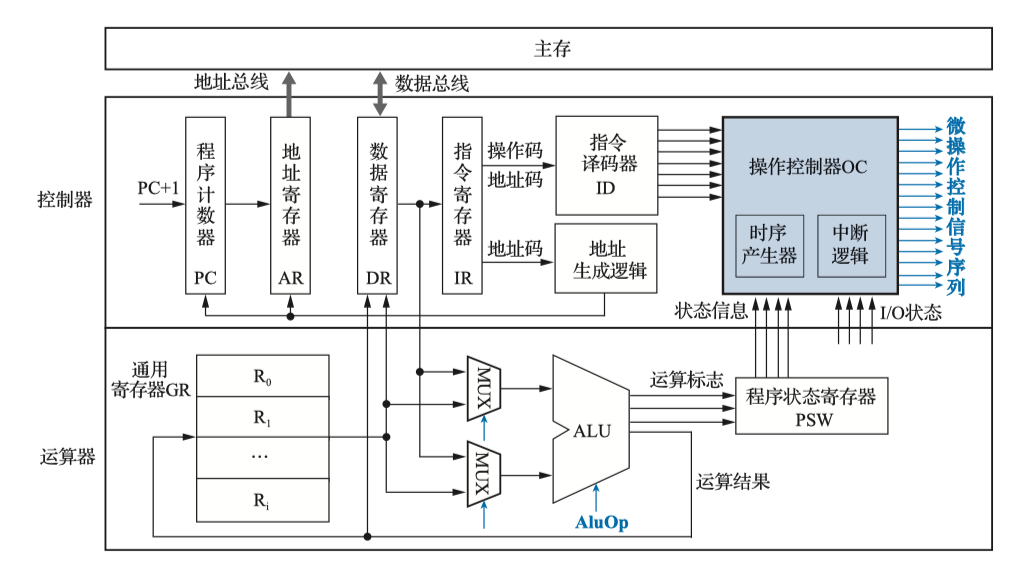 主存
地址总线
数据总线
控制器
PC+1
程序计数器
PC
地址寄存器
AR
数据寄存器
DR
指令寄存器
IR
操作码
地址码
地址码
指令
译码器
ID
地址
生成逻辑
操作控制器OC
时序
产生器
中断
逻辑
微操作控制信号序列
状态信息
I/O状态
运算器
通用
寄存器GR
R0
R1
…
Ri
MUX
MUX
ALU
AluOp
运算标志
程序状态寄存器
PSW
运算结果